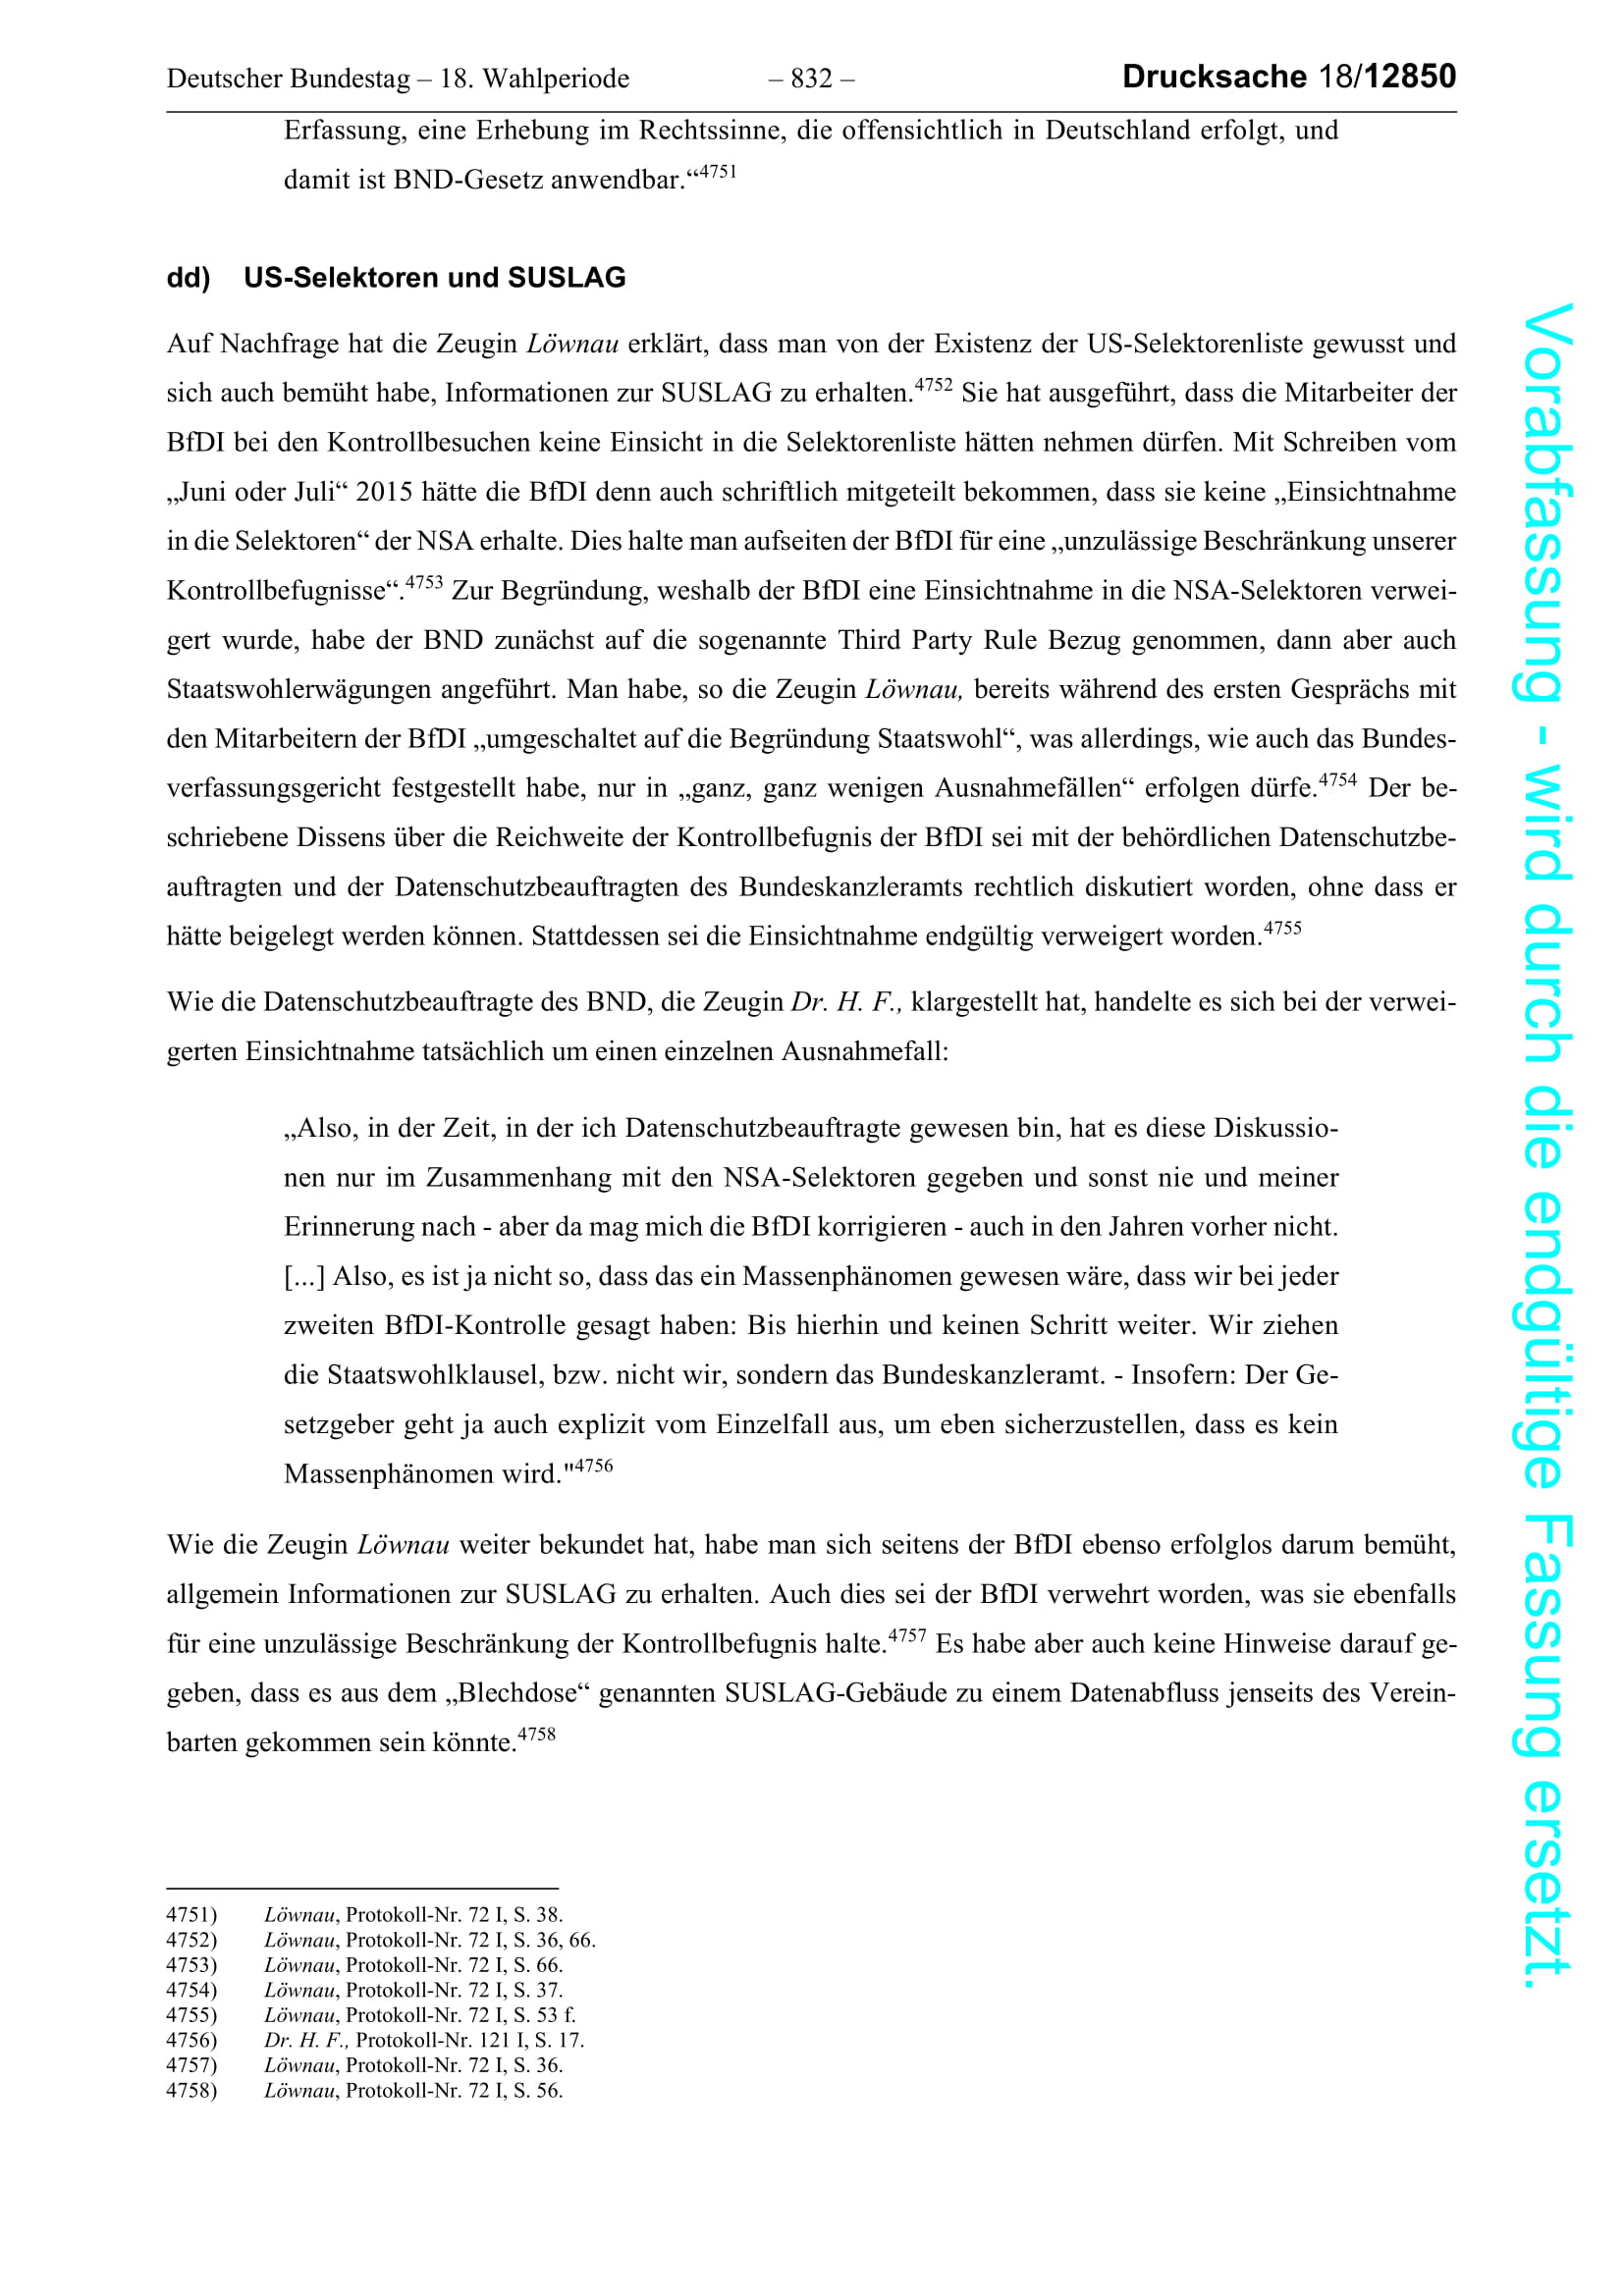 Deutscher Bundestag – 18. Wahlperiode – 832 – Drucksache 18/12850
Erfassung, eine Erhebung im Rechtssinne, die offensichtlich in Deutschland erfolgt, und
damit ist BND-Gesetz anwendbar.“4751
dd) US-Selektoren und SUSLAG
Auf Nachfrage hat die Zeugin Löwnau erklärt, dass man von der Existenz der US-Selektorenliste gewusst und
sich auch bemüht habe, Informationen zur SUSLAG zu erhalten.4752 Sie hat ausgeführt, dass die Mitarbeiter der
BfDI bei den Kontrollbesuchen keine Einsicht in die Selektorenliste hätten nehmen dürfen. Mit Schreiben vom
„Juni oder Juli“ 2015 hätte die BfDI denn auch schriftlich mitgeteilt bekommen, dass sie keine „Einsichtnahme
in die Selektoren“ der NSA erhalte. Dies halte man aufseiten der BfDI für eine „unzulässige Beschränkung unserer
Kontrollbefugnisse“.4753 Zur Begründung, weshalb der BfDI eine Einsichtnahme in die NSA-Selektoren verwei-
gert wurde, habe der BND zunächst auf die sogenannte Third Party Rule Bezug genommen, dann aber auch
Staatswohlerwägungen angeführt. Man habe, so die Zeugin Löwnau, bereits während des ersten Gesprächs mit
den Mitarbeitern der BfDI „umgeschaltet auf die Begründung Staatswohl“, was allerdings, wie auch das Bundes-
verfassungsgericht festgestellt habe, nur in „ganz, ganz wenigen Ausnahmefällen“ erfolgen dürfe.4754 Der be-
schriebene Dissens über die Reichweite der Kontrollbefugnis der BfDI sei mit der behördlichen Datenschutzbe-
auftragten und der Datenschutzbeauftragten des Bundeskanzleramts rechtlich diskutiert worden, ohne dass er
hätte beigelegt werden können. Stattdessen sei die Einsichtnahme endgültig verweigert worden.4755
Wie die Datenschutzbeauftragte des BND, die Zeugin Dr. H. F., klargestellt hat, handelte es sich bei der verwei-
gerten Einsichtnahme tatsächlich um einen einzelnen Ausnahmefall:
„Also, in der Zeit, in der ich Datenschutzbeauftragte gewesen bin, hat es diese Diskussio-
nen nur im Zusammenhang mit den NSA-Selektoren gegeben und sonst nie und meiner
Erinnerung nach - aber da mag mich die BfDI korrigieren - auch in den Jahren vorher nicht.
[...] Also, es ist ja nicht so, dass das ein Massenphänomen gewesen wäre, dass wir bei jeder
zweiten BfDI-Kontrolle gesagt haben: Bis hierhin und keinen Schritt weiter. Wir ziehen
die Staatswohlklausel, bzw. nicht wir, sondern das Bundeskanzleramt. - Insofern: Der Ge-
setzgeber geht ja auch explizit vom Einzelfall aus, um eben sicherzustellen, dass es kein
Massenphänomen wird."4756
Wie die Zeugin Löwnau weiter bekundet hat, habe man sich seitens der BfDI ebenso erfolglos darum bemüht,
allgemein Informationen zur SUSLAG zu erhalten. Auch dies sei der BfDI verwehrt worden, was sie ebenfalls
für eine unzulässige Beschränkung der Kontrollbefugnis halte.4757 Es habe aber auch keine Hinweise darauf ge-
geben, dass es aus dem „Blechdose“ genannten SUSLAG-Gebäude zu einem Datenabfluss jenseits des Verein-
barten gekommen sein könnte.4758
4751) Löwnau, Protokoll-Nr. 72 I, S. 38.
4752) Löwnau, Protokoll-Nr. 72 I, S. 36, 66.
4753) Löwnau, Protokoll-Nr. 72 I, S. 66.
4754) Löwnau, Protokoll-Nr. 72 I, S. 37.
4755) Löwnau, Protokoll-Nr. 72 I, S. 53 f.
4756) Dr. H. F., Protokoll-Nr. 121 I, S. 17.
4757) Löwnau, Protokoll-Nr. 72 I, S. 36.
4758) Löwnau, Protokoll-Nr. 72 I, S. 56.
Vorabfassung - wird durch die endgültige Fassung ersetzt.